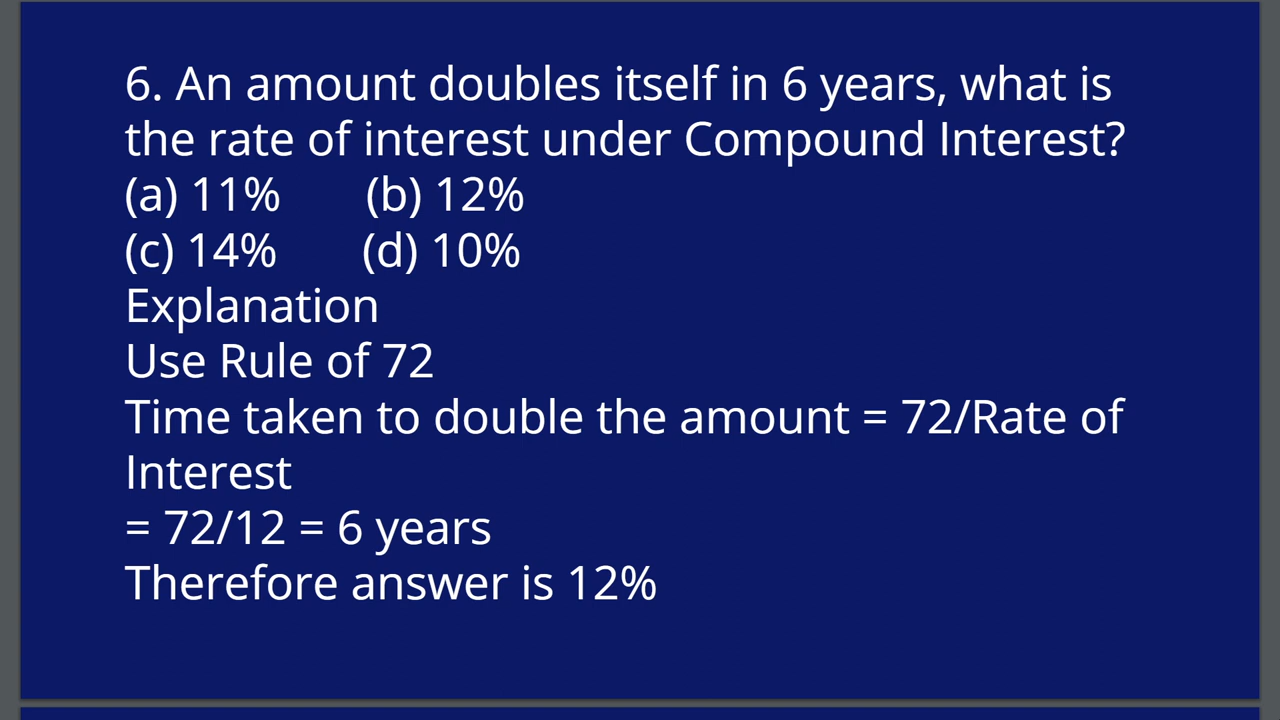 6. An amount doubles itself in 6 years, what is
the rate of interest under Compound Interest?
(a) 11% (b) 12%
(c) 14% (d) 10%
Explanation
Use Rule of 72
Time taken to double the amount = 72/Rate of
Interest
= 72/12 = 6 years
Therefore answer is 12%